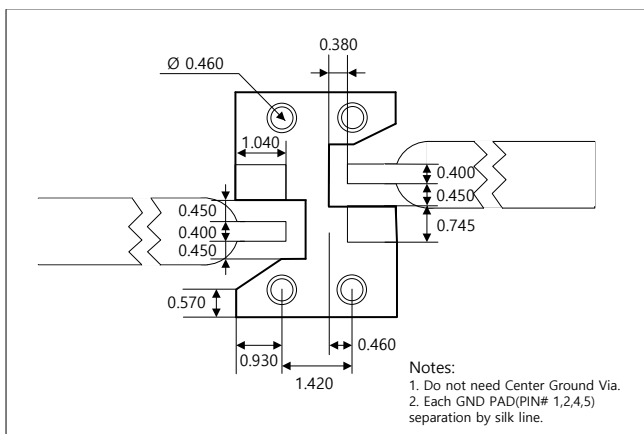 0.380
Ø 0.460
1.040
0.400
0.450
0.450
0.745
0.400
0.450
0.570
0.460
0.930
1.420
Notes:
1. Do not need Center Ground Via.
2. Each GND PAD(PIN# 1,2,4,5)
separation by silk line.